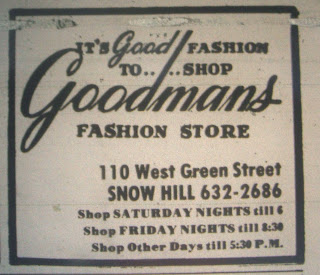 IT'S Good FASHION
TO....SHOP
Goodmans
FASHION STORE
110 West Green Street
SNOW HILL 632-2686
Shop SATURDAY NIGHTS till 6
Shop FRIDAY NIGHTS till 8:30
Shop Other Days till 5:30 P.M.